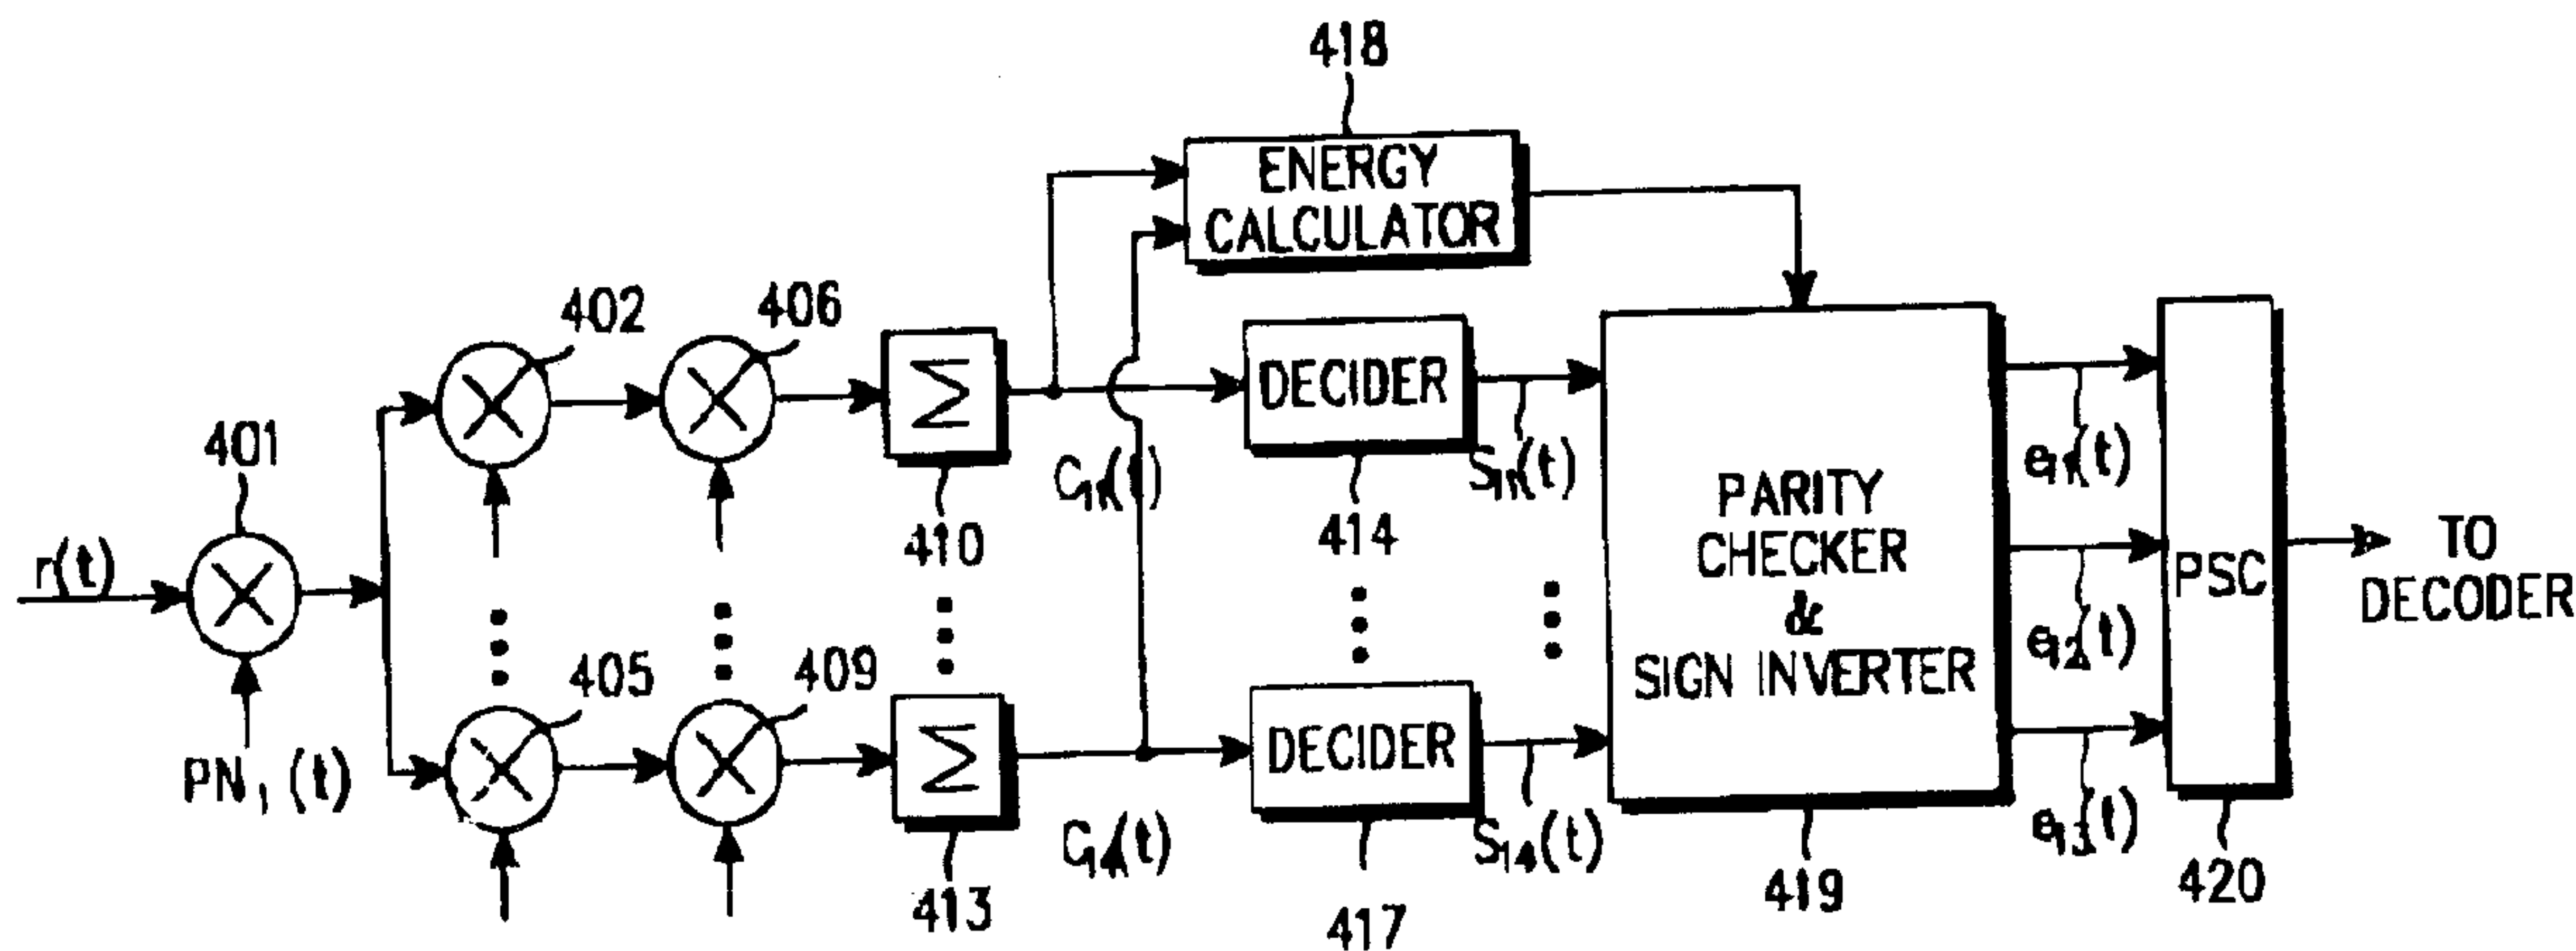 418
ENERGY
CALCULATOR
402
406
401
r(t)
PN₁(t)
Σ
410
C₁₁(t)
DECIDER
414
S₁₁(t)
405
409
Σ
413
C₁₄(t)
DECIDER
417
S₁₄(t)
PARITY
CHECKER
&
SIGN INVERTER
419
e₁₁(t)
e₁₂(t)
e₁₃(t)
PSC
420
TO
DECODER